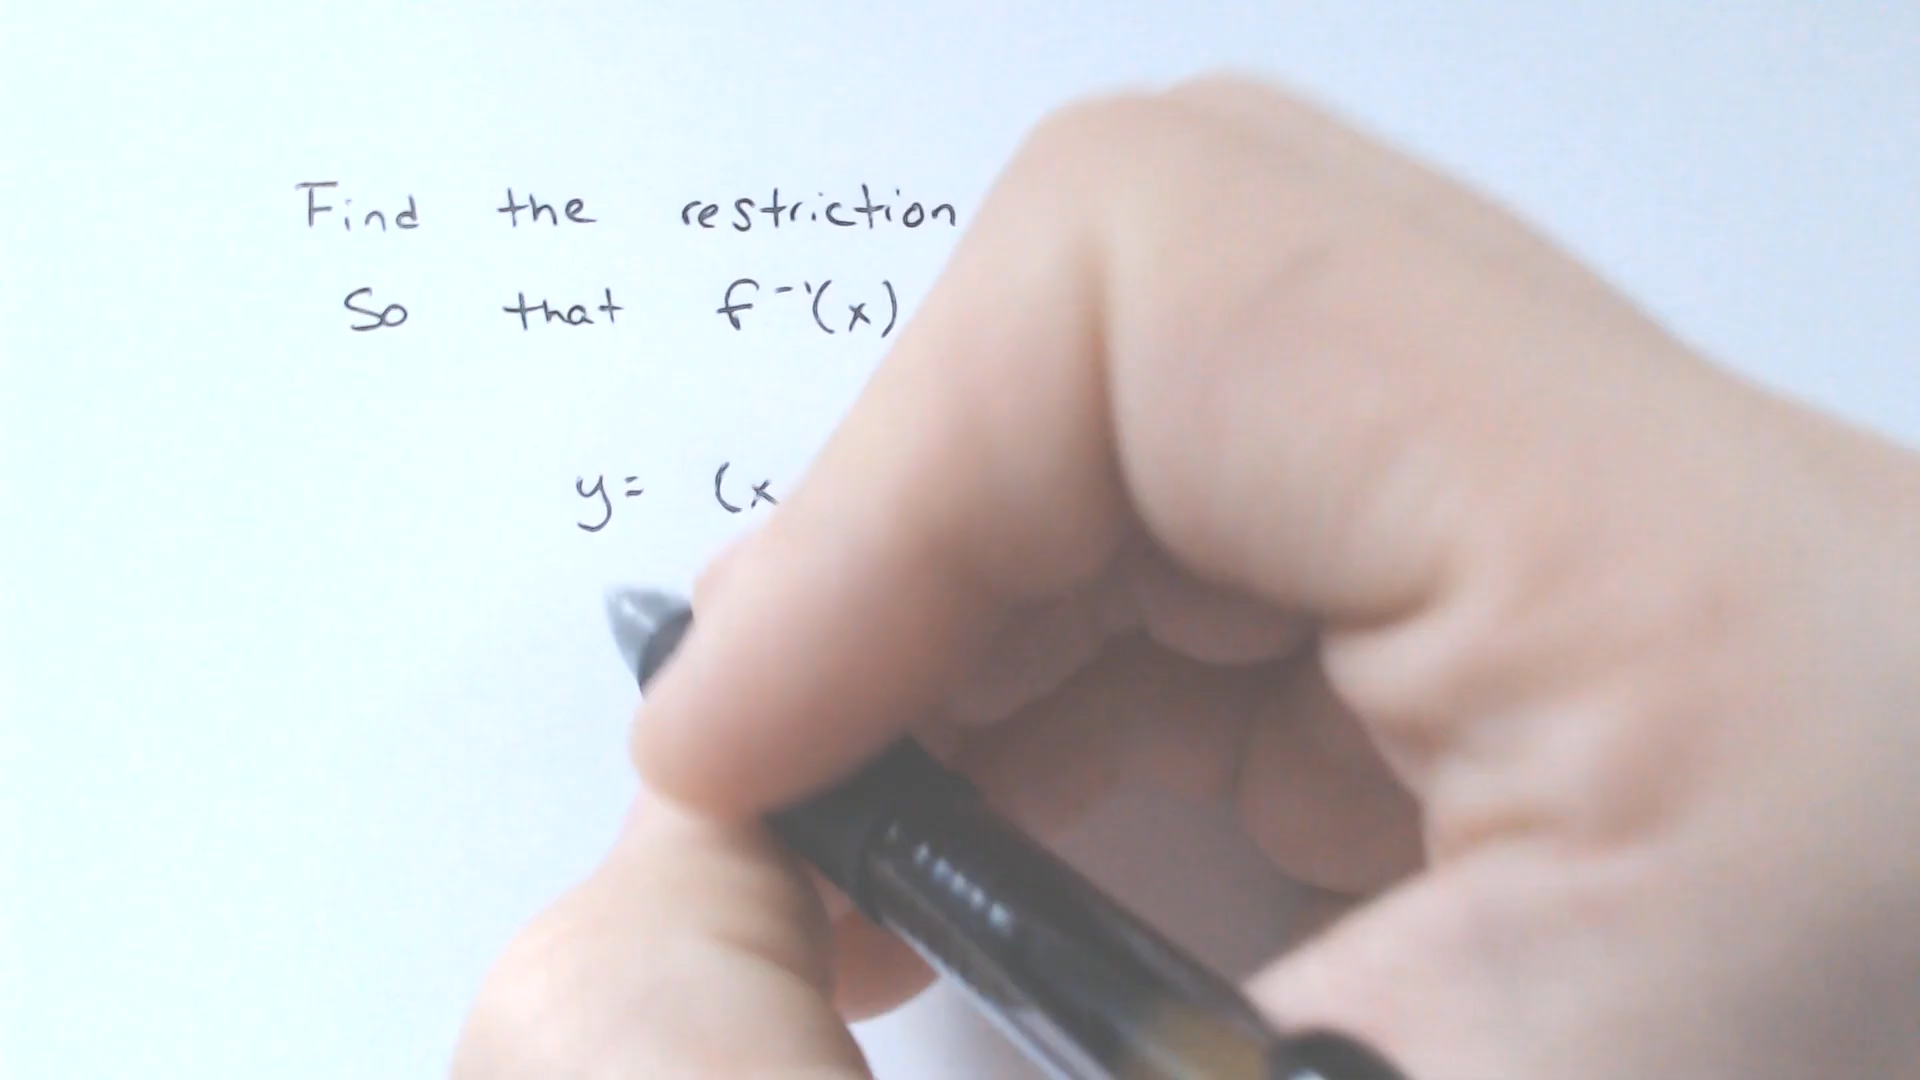 Find the restriction
So that f⁻¹(x)
y= (x